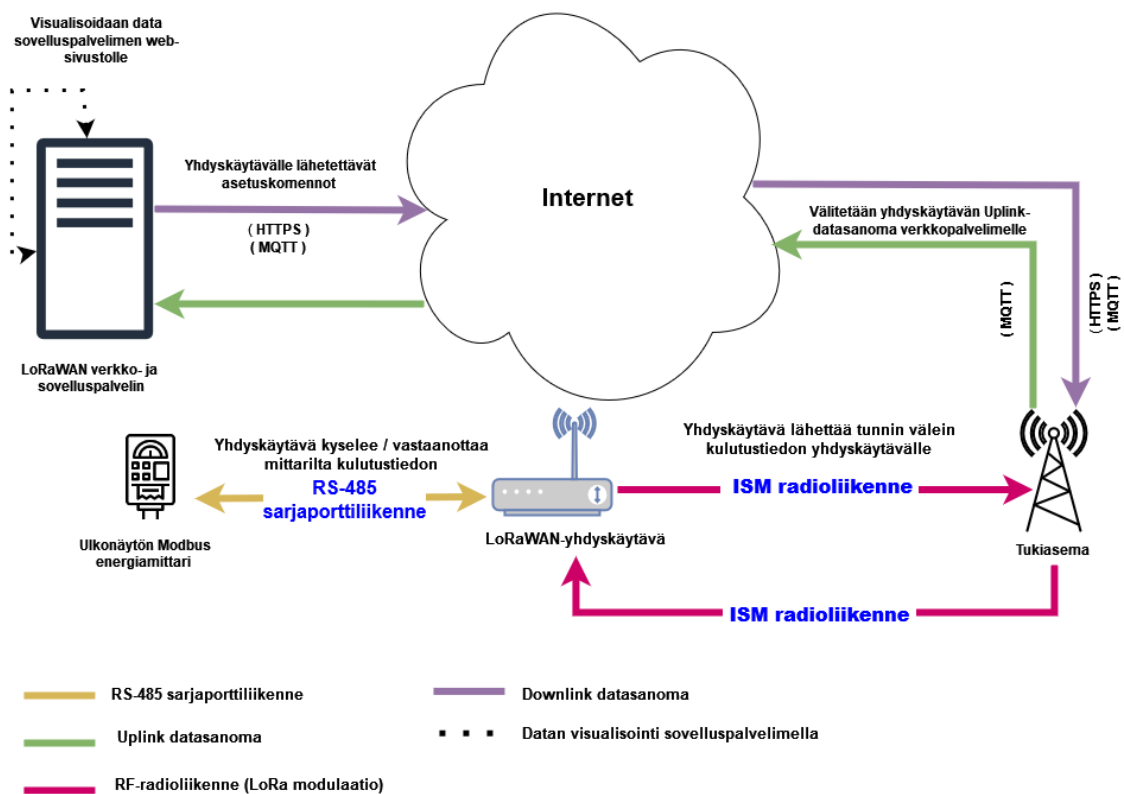 Visualisoidaan data
sovelluspalvelimen web-
sivustolle
Yhdyskäytävälle lähetettävät
asetuskomennot
( HTTPS )
( MQTT )
Internet
Välitetään yhdyskäytävän Uplink-
datasanoma verkkopalvelimelle
( MQTT )
( HTTPS )
( MQTT )
LoRaWAN verkko- ja
sovelluspalvelin
Yhdyskäytävä kyselee / vastaanottaa
mittarilta kulutustiedon
RS-485
sarjaporttiliikenne
Yhdyskäytävä lähettää tunnin välein
kulutustiedon yhdyskäytävälle
ISM radioliikenne
Ulkonäytön Modbus
energiamittari
LoRaWAN-yhdyskäytävä
Tukiasema
ISM radioliikenne
RS-485 sarjaporttiliikenne
Downlink datasanoma
Uplink datasanoma
Datan visualisointi sovelluspalvelimella
RF-radioliikenne (LoRa modulaatio)